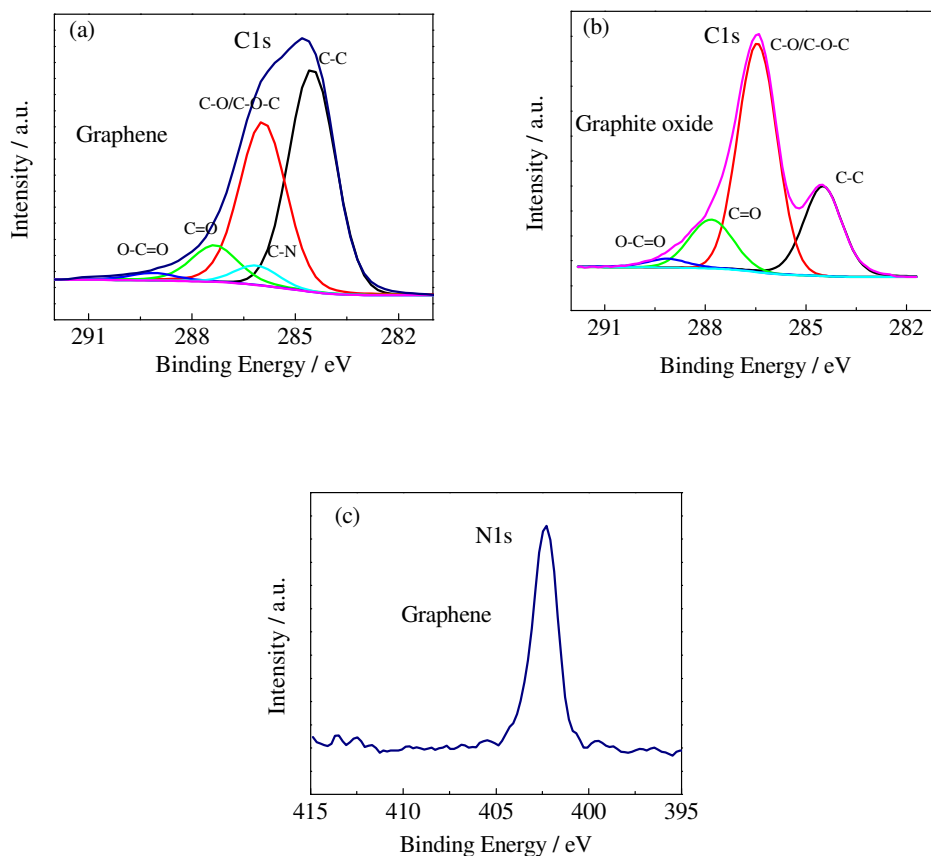 (a)
C1s
C-C
C-O/C-O-C
Graphene
C=O
O-C=O
C-N
Intensity / a.u.
291 288 285 282
Binding Energy / eV
(b)
C1s
C-O/C-O-C
Graphite oxide
C-C
C=O
O-C=O
Intensity / a.u.
291 288 285 282
Binding Energy / eV
(c)
N1s
Graphene
Intensity / a.u.
415 410 405 400 395
Binding Energy / eV